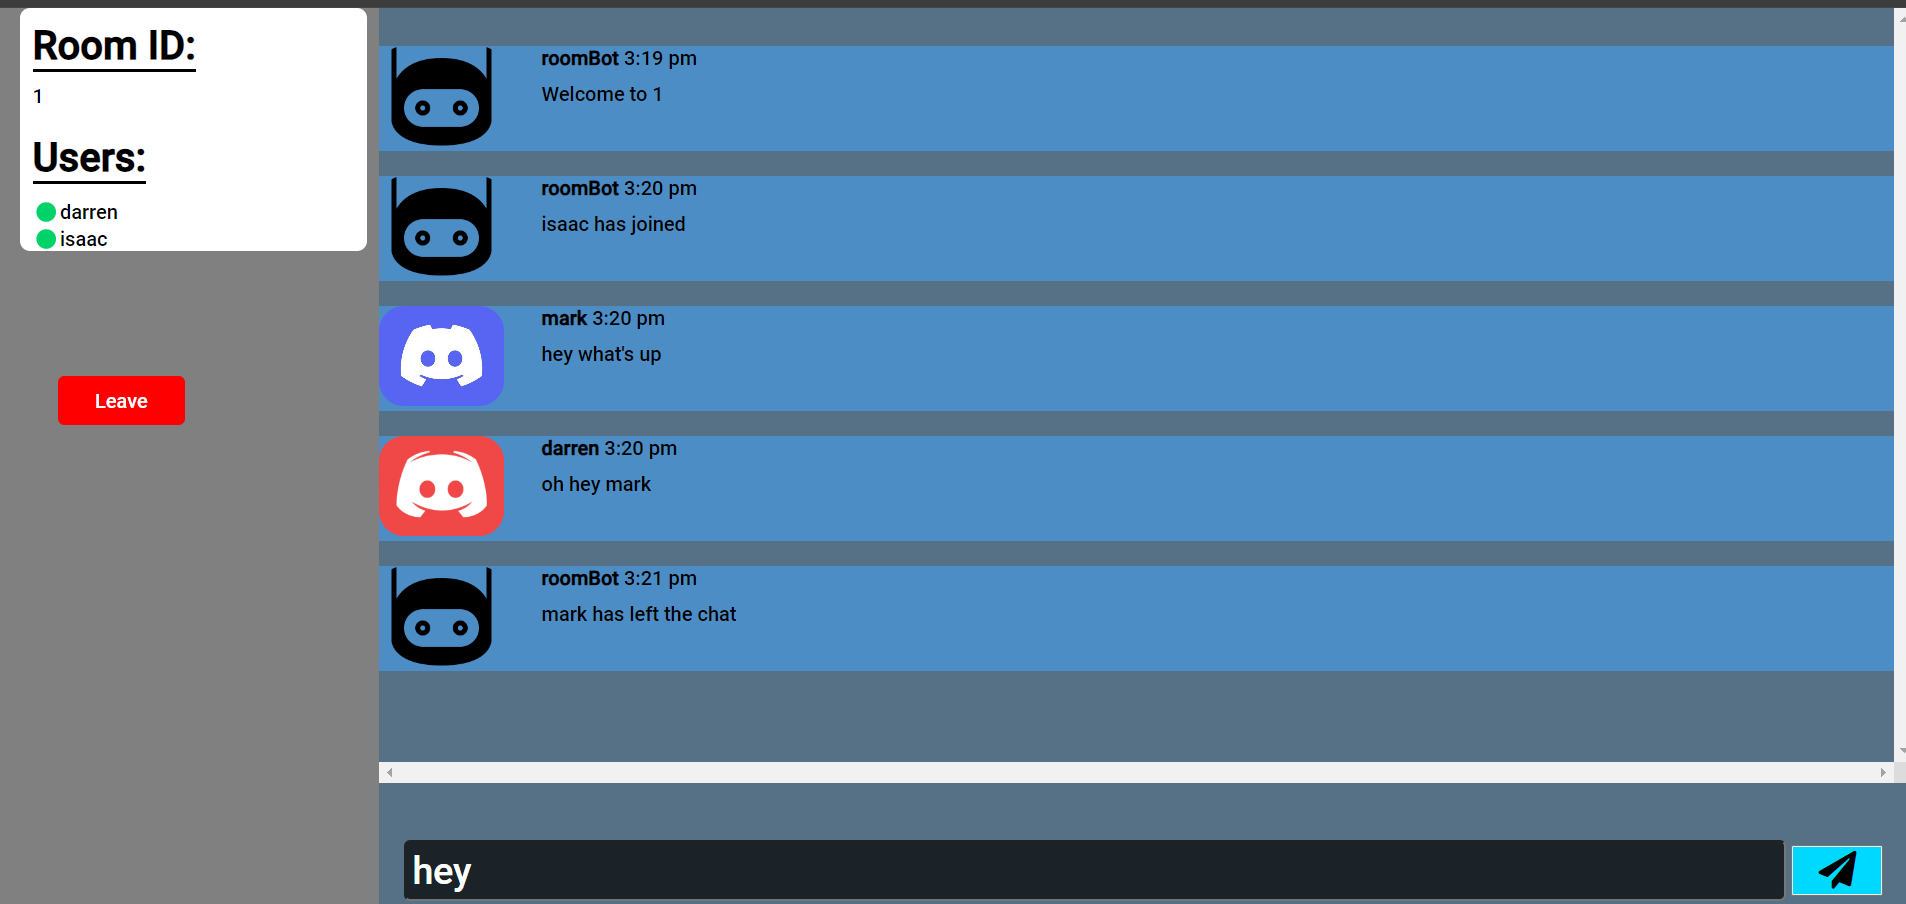 Room ID:
1
Users:
darren
isaac
Leave
roomBot 3:19 pm
Welcome to 1
roomBot 3:20 pm
isaac has joined
mark 3:20 pm
hey what's up
darren 3:20 pm
oh hey mark
roomBot 3:21 pm
mark has left the chat
hey